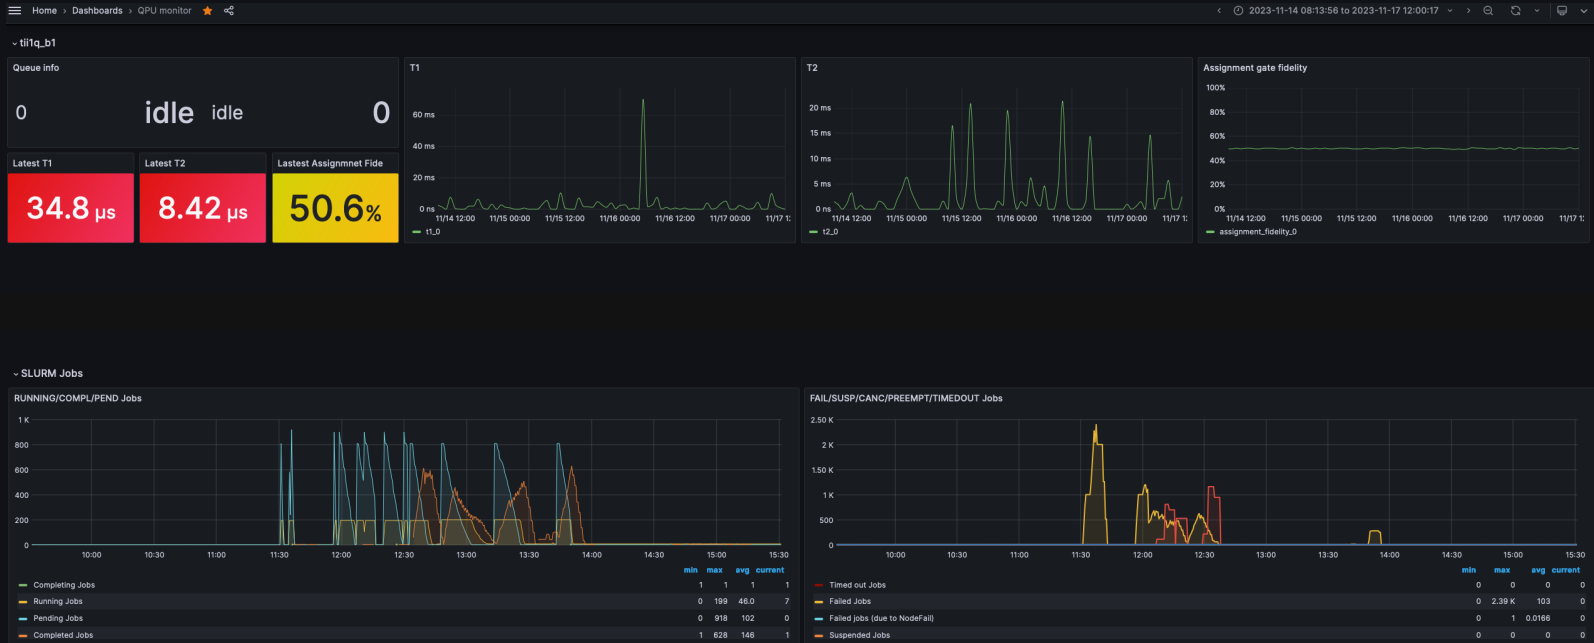 Home › Dashboards › QPU monitor
2023-11-14 08:13:56 to 2023-11-17 12:00:17
tii1q_b1
Queue info
0 idle idle 0
Latest T1
34.8 µs
Latest T2
8.42 µs
Lastest Assignmnet Fide
50.6%
T1
60 ms
40 ms
20 ms
0 ns
11/14 12:00 11/15 00:00 11/15 12:00 11/16 00:00 11/16 12:00 11/17 00:00 11/17 1:
t1_0
T2
20 ms
15 ms
10 ms
5 ms
0 ns
11/14 12:00 11/15 00:00 11/15 12:00 11/16 00:00 11/16 12:00 11/17 00:00 11/17 1:
t2_0
Assignment gate fidelity
100%
80%
60%
40%
20%
0%
11/14 12:00 11/15 00:00 11/15 12:00 11/16 00:00 11/16 12:00 11/17 00:00 11/17 1:
assignment_fidelity_0
SLURM Jobs
RUNNING/COMPL/PEND Jobs
1 K
800
600
400
200
0
10:00 10:30 11:00 11:30 12:00 12:30 13:00 13:30 14:00 14:30 15:00 15:30
min max avg current
Completing Jobs 1 1 1 1
Running Jobs 0 199 46.0 7
Pending Jobs 0 918 102 0
Completed Jobs 1 628 146 1
FAIL/SUSP/CANC/PREEMPT/TIMEDOUT Jobs
2.50 K
2 K
1.50 K
1 K
500
0
10:00 10:30 11:00 11:30 12:00 12:30 13:00 13:30 14:00 14:30 15:00 15:30
min max avg current
Timed out Jobs 0 0 0 0
Failed Jobs 0 2.39 K 103 0
Failed jobs (due to NodeFail) 0 1 0.0166 0
Suspended Jobs 0 0 0 0